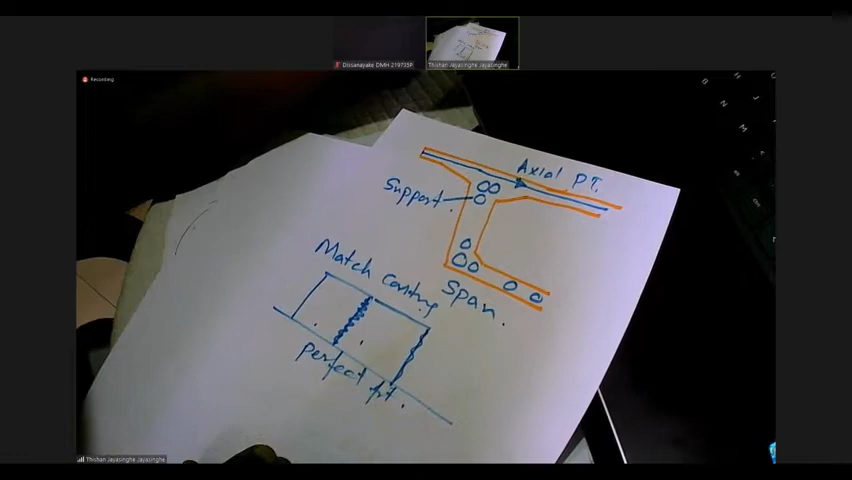 Dissanayake DMH 219735P
Thishan Jayasinghe Jayasinghe
Recording
Axial PT.
Support.
Match casting
Span.
perfect fit.
Thishan Jayasinghe Jayasinghe